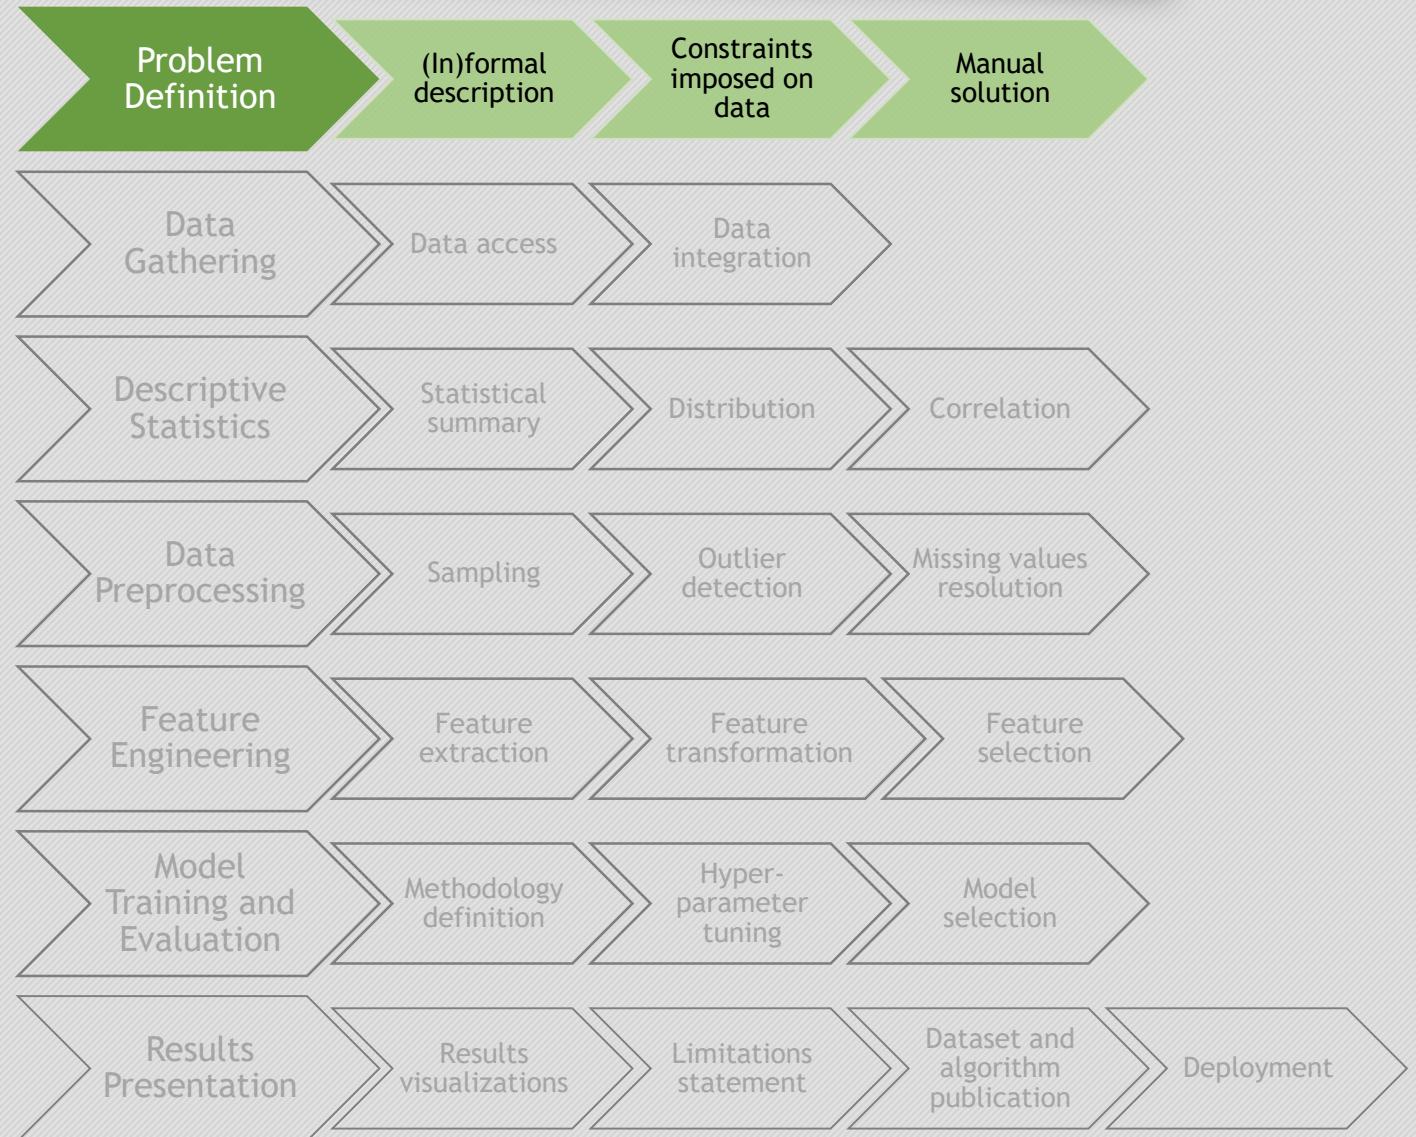 Problem
Definition
(In)formal
description
Constraints
imposed on
data
Manual
solution
Data
Gathering
Data access
Data
integration
Descriptive
Statistics
Statistical
summary
Distribution
Correlation
Data
Preprocessing
Sampling
Outlier
detection
Missing values
resolution
Feature
Engineering
Feature
extraction
Feature
transformation
Feature
selection
Model
Training and
Evaluation
Methodology
definition
Hyper-
parameter
tuning
Model
selection
Results
Presentation
Results
visualizations
Limitations
statement
Dataset and
algorithm
publication
Deployment